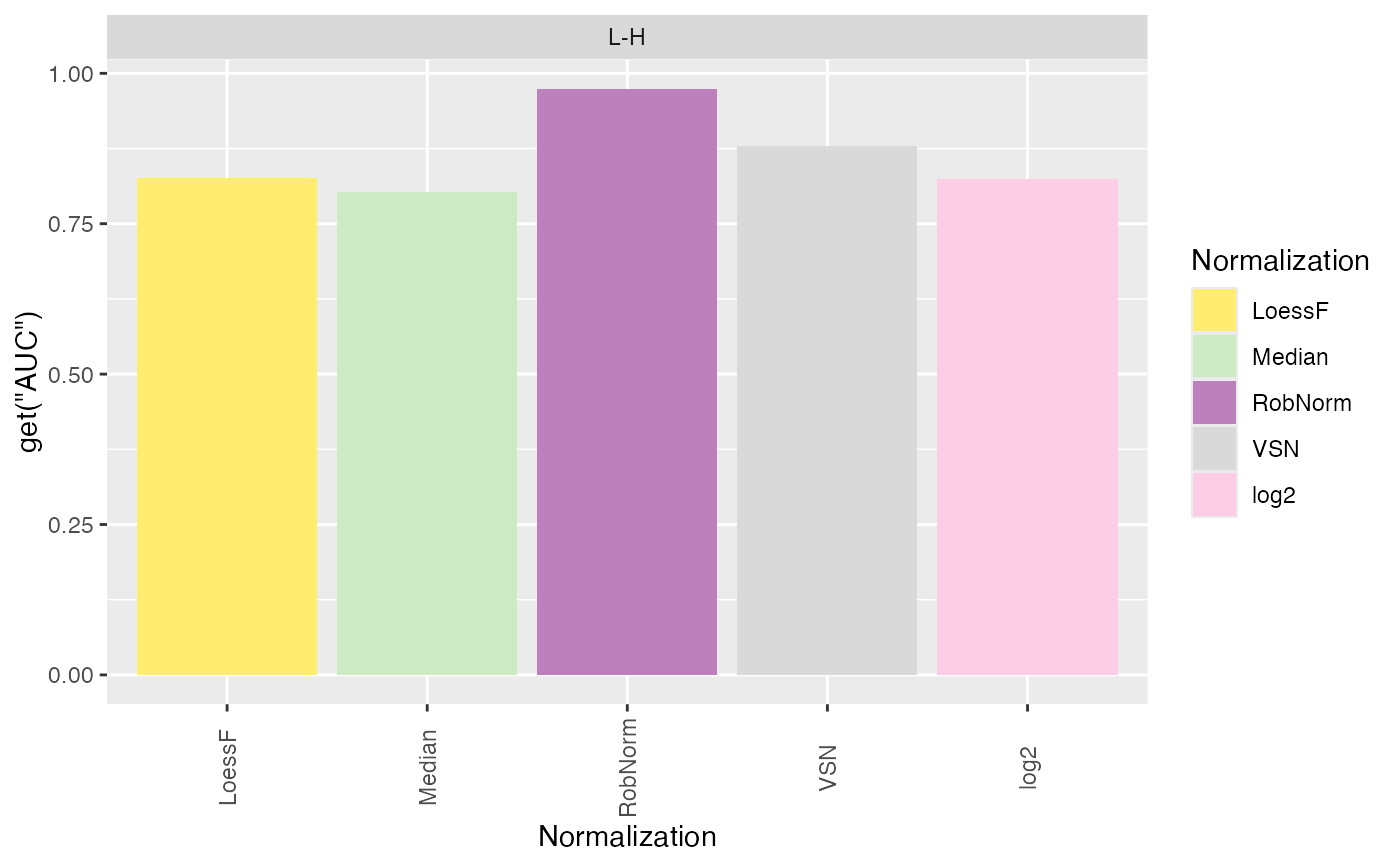 L-H
1.00
0.75
0.50
0.25
0.00
get("AUC")
LoessF
Median
RobNorm
VSN
log2
Normalization
Normalization
LoessF
Median
RobNorm
VSN
log2